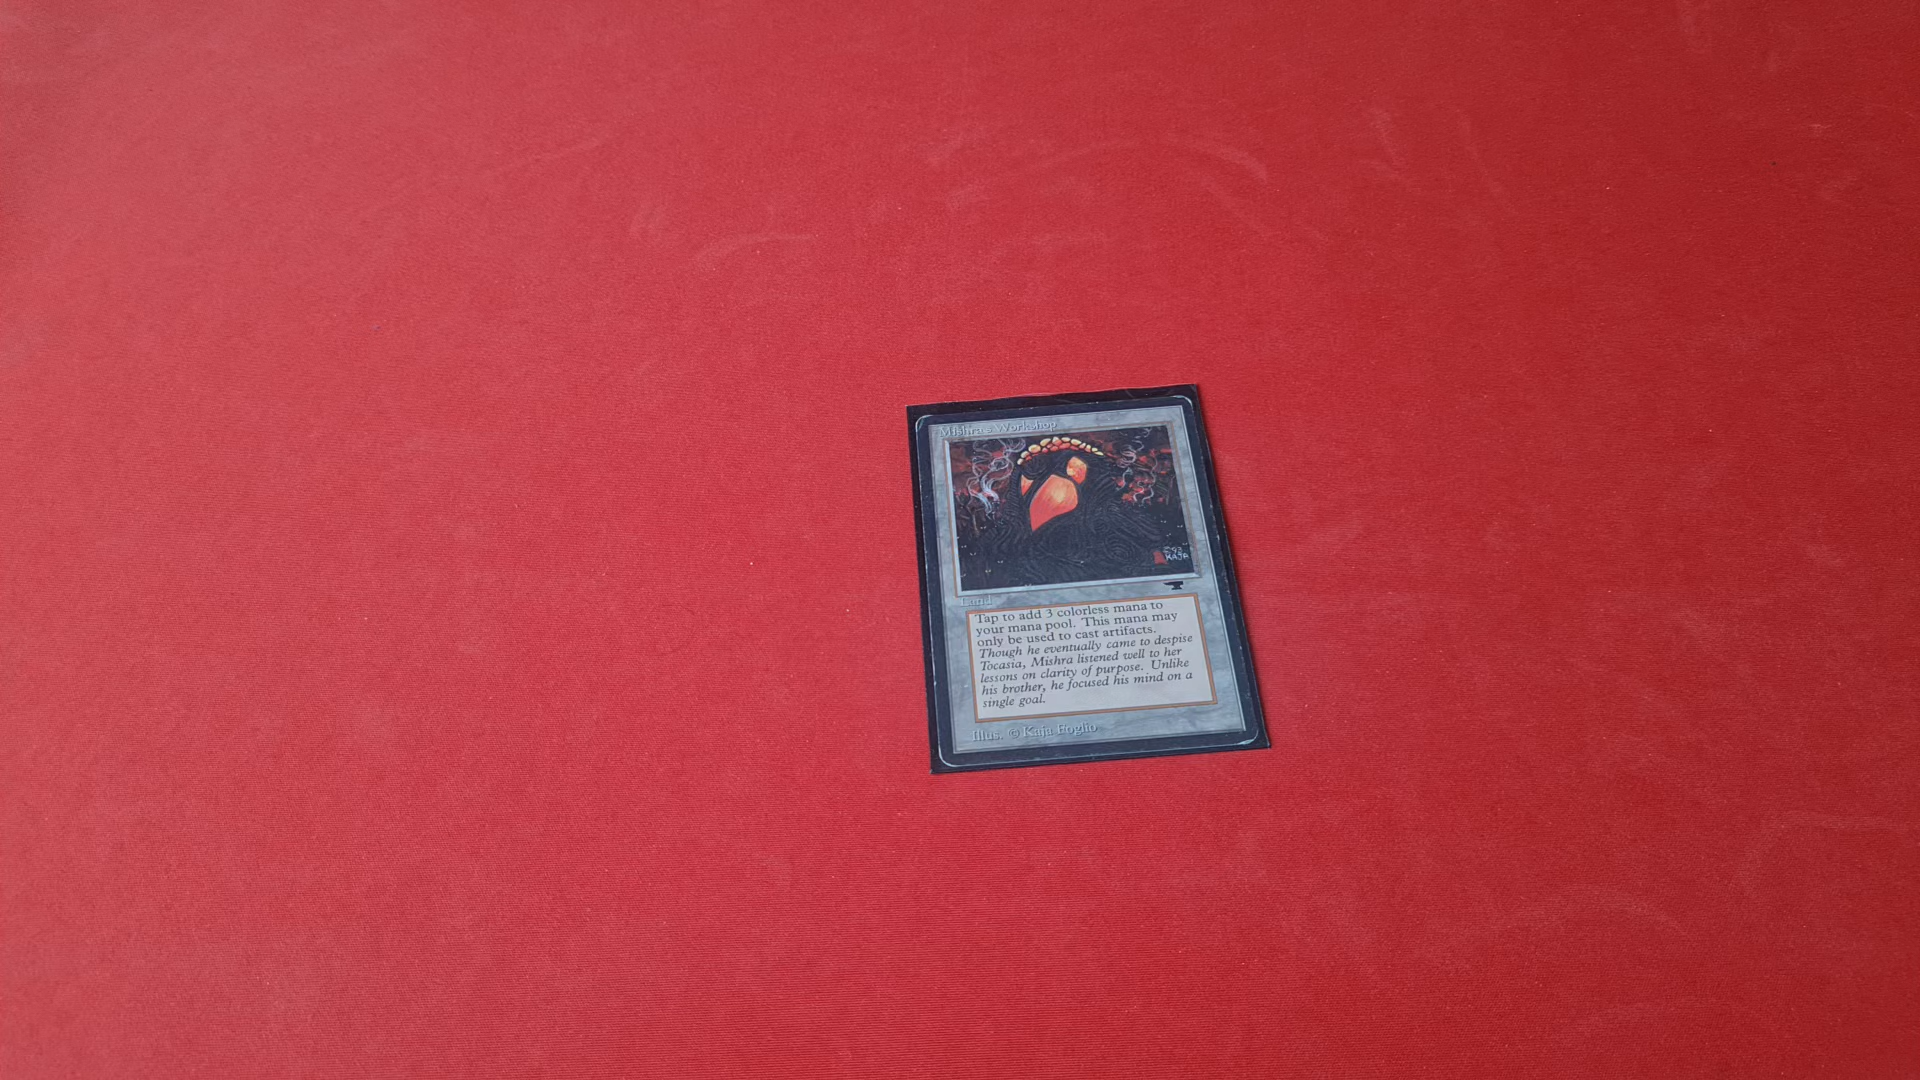 Mishra's Workshop
©93
KAJA
Land
Tap to add 3 colorless mana to
your mana pool. This mana may
only be used to cast artifacts.
Though he eventually came to despise
Tocasia, Mishra listened well to her
lessons on clarity of purpose. Unlike
his brother, he focused his mind on a
single goal.
Illus. © Kaja Foglio